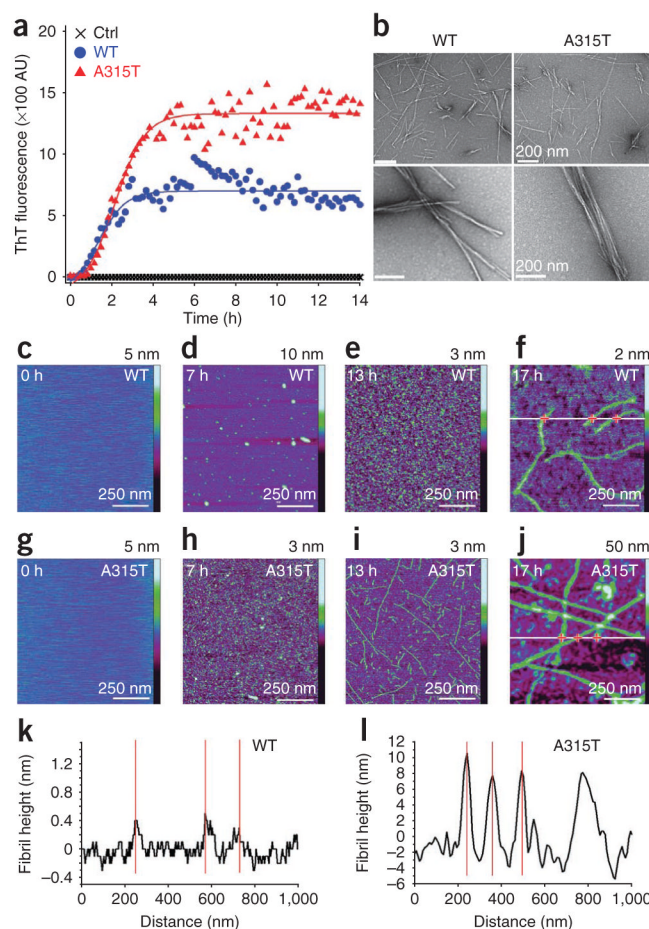 a
× Ctrl
WT
A315T
ThT fluorescence (×100 AU)
20
15
10
5
0
0 2 4 6 8 10 12 14
Time (h)
b
WT A315T
200 nm
200 nm
c
5 nm
0 h WT
250 nm
d
10 nm
7 h WT
250 nm
e
3 nm
13 h WT
250 nm
f
2 nm
17 h WT
250 nm
g
5 nm
0 h A315T
250 nm
h
3 nm
7 h A315T
250 nm
i
3 nm
13 h A315T
250 nm
j
50 nm
17 h A315T
250 nm
k
WT
Fibril height (nm)
1.2
0.8
0.4
0
–0.4
0 200 400 600 800 1,000
Distance (nm)
l
A315T
Fibril height (nm)
12
10
8
6
4
2
0
–2
–4
–6
0 200 400 600 800 1,000
Distance (nm)